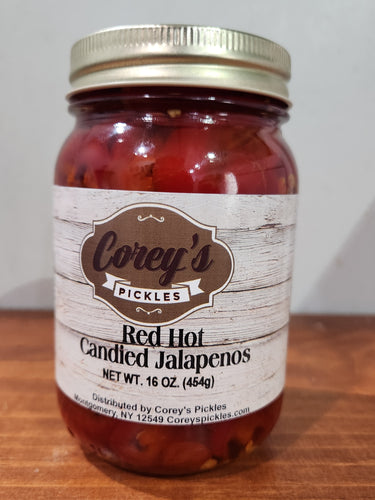 Corey's
PICKLES
Red Hot
Candied Jalapenos
NET WT. 16 OZ. (454g)
Distributed by Corey's Pickles
Montgomery, NY 12549 Coreyspickles.com